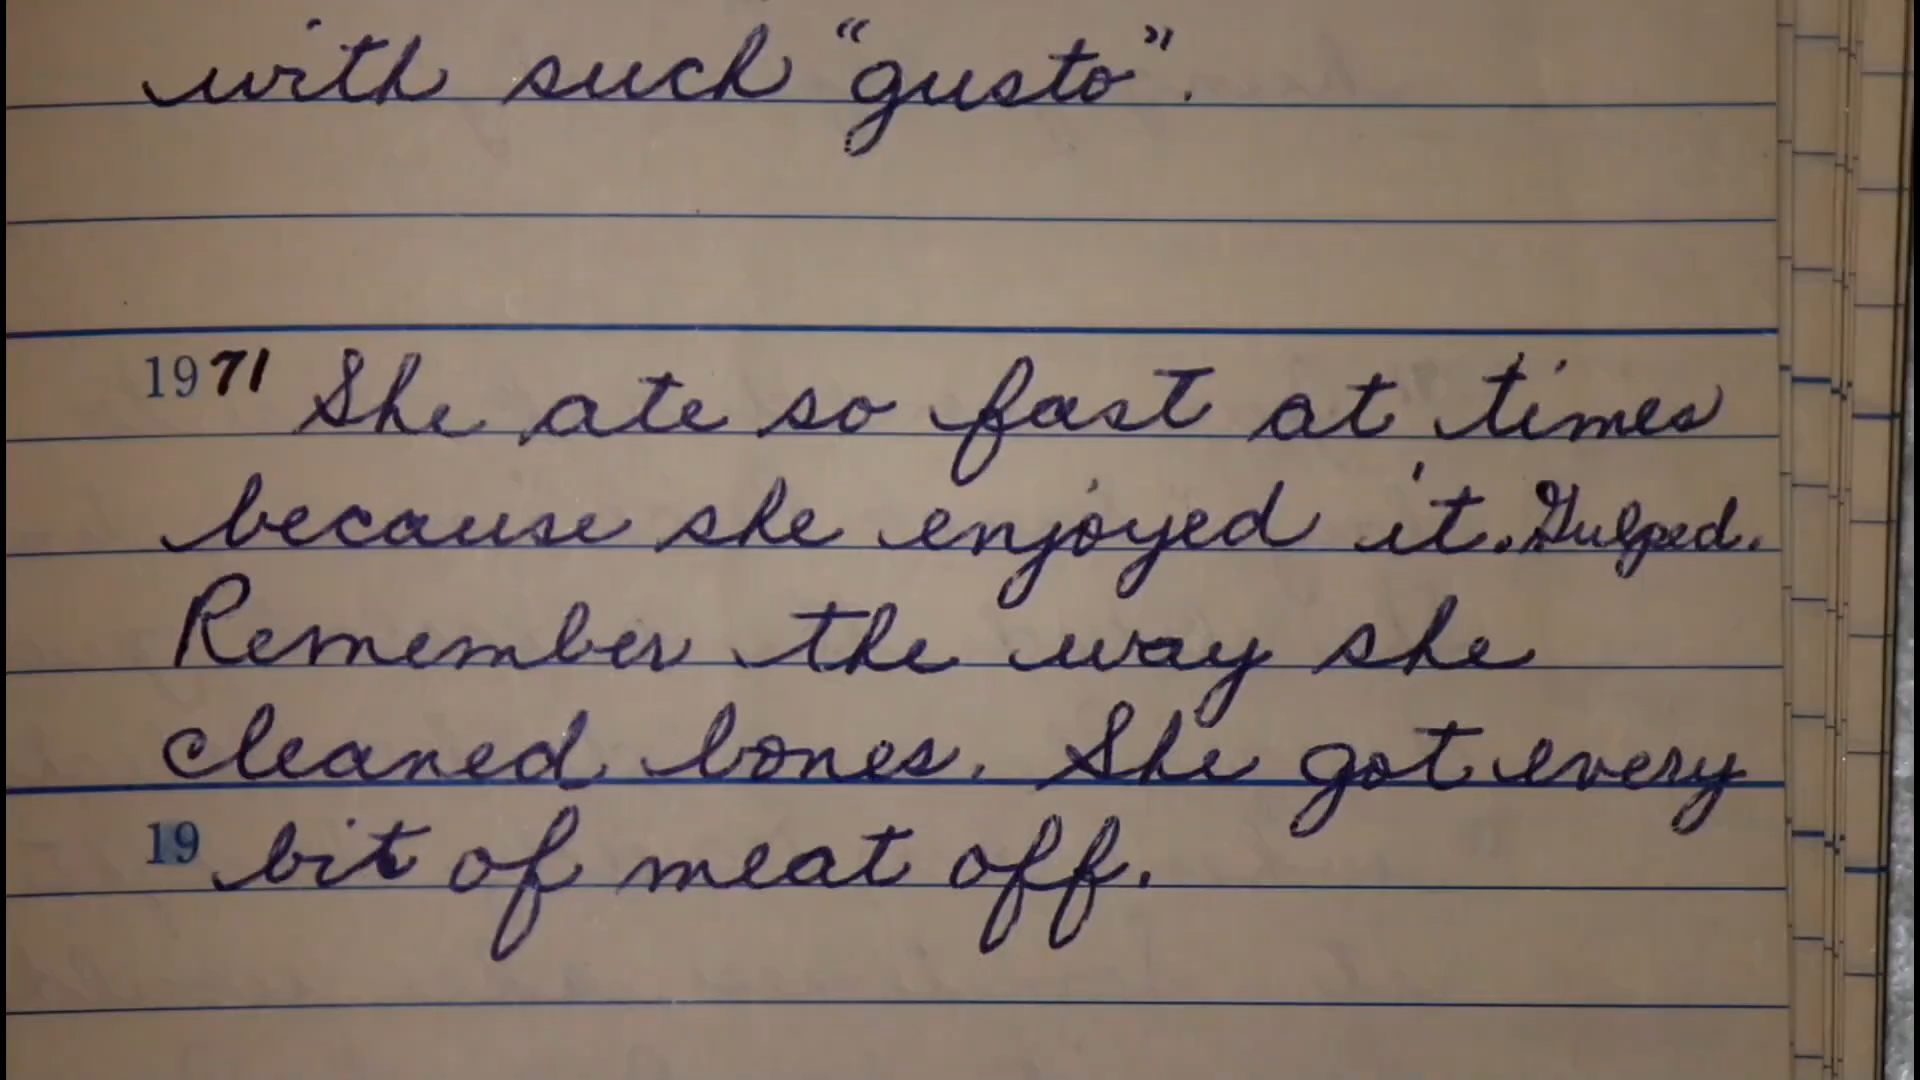 with such "gusto".
1971 She ate so fast at times
because she enjoyed it. Gulped.
Remember the way she
cleaned bones. She got every
19 bit of meat off.